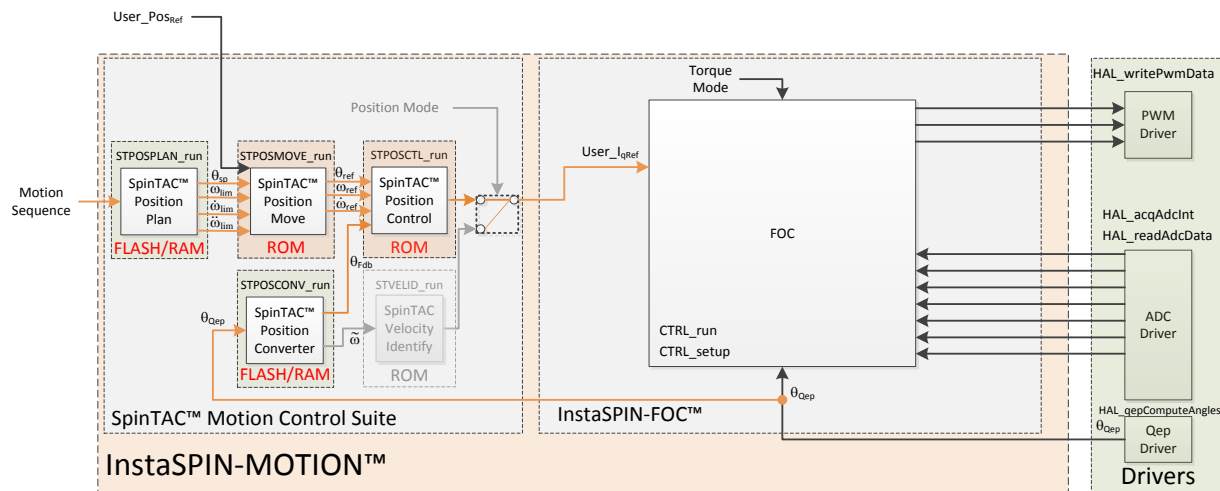 User_PosRef
HAL_writePwmData
Torque
Mode
PWM
Driver
Position Mode
STPOSPLAN_run
STPOSMOVE_run
STPOSCTL_run
User_IqRef
Motion
Sequence
SpinTAC™
Position
Plan
θsp
ωlim
ω̇lim
ω̈lim
SpinTAC™
Position
Move
θref
ωref
ω̇ref
SpinTAC™
Position
Control
FLASH/RAM
ROM
ROM
FOC
HAL_acqAdcInt
HAL_readAdcData
θFdb
STPOSCONV_run
STVELID_run
θQep
SpinTAC™
Position
Converter
ω̃
SpinTAC
Velocity
Identify
FLASH/RAM
ROM
CTRL_run
CTRL_setup
ADC
Driver
θQep
SpinTAC™ Motion Control Suite
InstaSPIN-FOC™
HAL_qepComputeAngles
θQep
Qep
Driver
InstaSPIN-MOTION™
Drivers